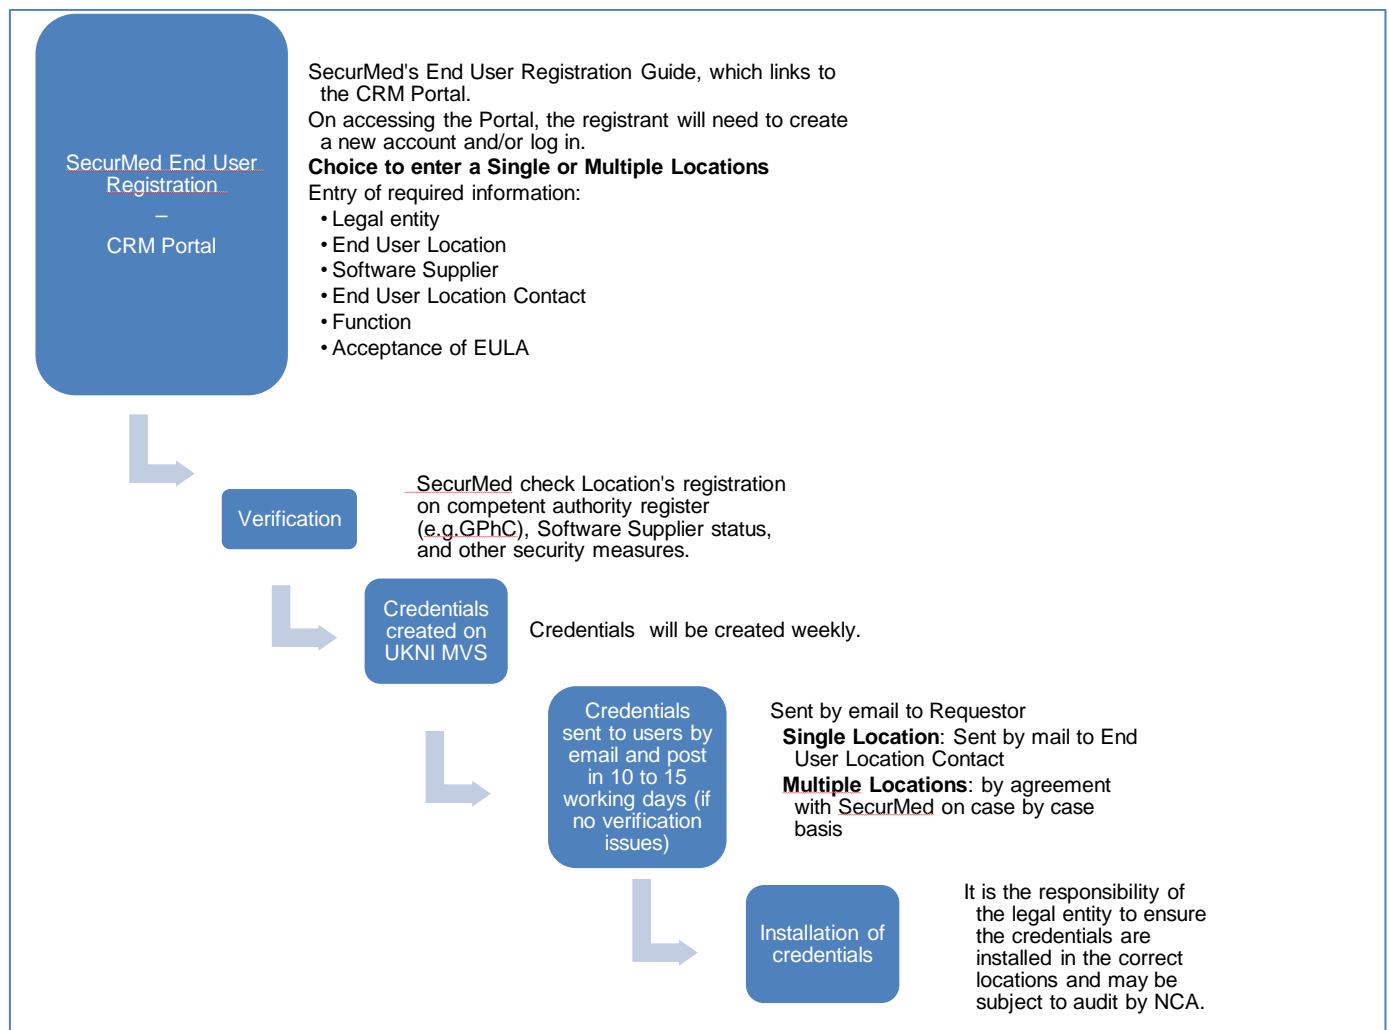 SecurMed End User
Registration
–
CRM Portal
SecurMed's End User Registration Guide, which links to
the CRM Portal.
On accessing the Portal, the registrant will need to create
a new account and/or log in.
Choice to enter a Single or Multiple Locations
Entry of required information:
• Legal entity
• End User Location
• Software Supplier
• End User Location Contact
• Function
• Acceptance of EULA
Verification
SecurMed check Location's registration
on competent authority register
(e.g.GPhC), Software Supplier status,
and other security measures.
Credentials
created on
UKNI MVS
Credentials will be created weekly.
Credentials
sent to users by
email and post
in 10 to 15
working days (if
no verification
issues)
Sent by email to Requestor
Single Location: Sent by mail to End
User Location Contact
Multiple Locations: by agreement
with SecurMed on case by case
basis
Installation of
credentials
It is the responsibility of
the legal entity to ensure
the credentials are
installed in the correct
locations and may be
subject to audit by NCA.